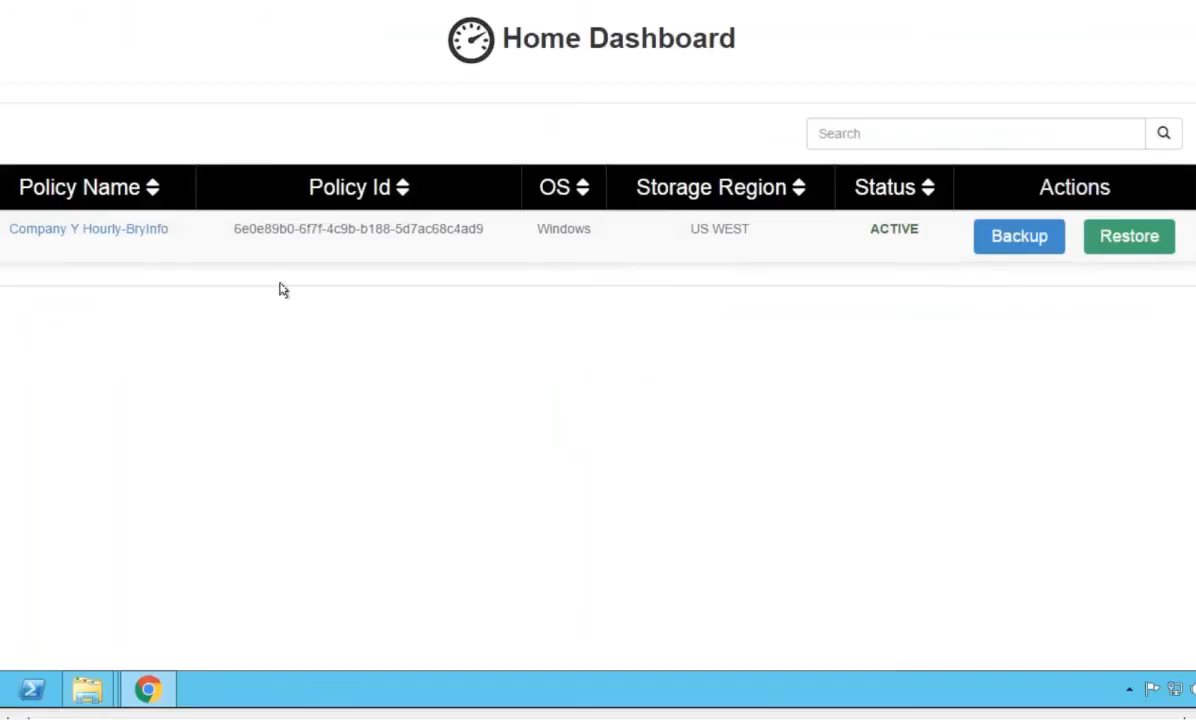 Home Dashboard
Search
Policy Name Policy Id OS Storage Region Status Actions
Company Y Hourly-BryInfo 6e0e89b0-6f7f-4c9b-b188-5d7ac68c4ad9 Windows US WEST ACTIVE Backup Restore